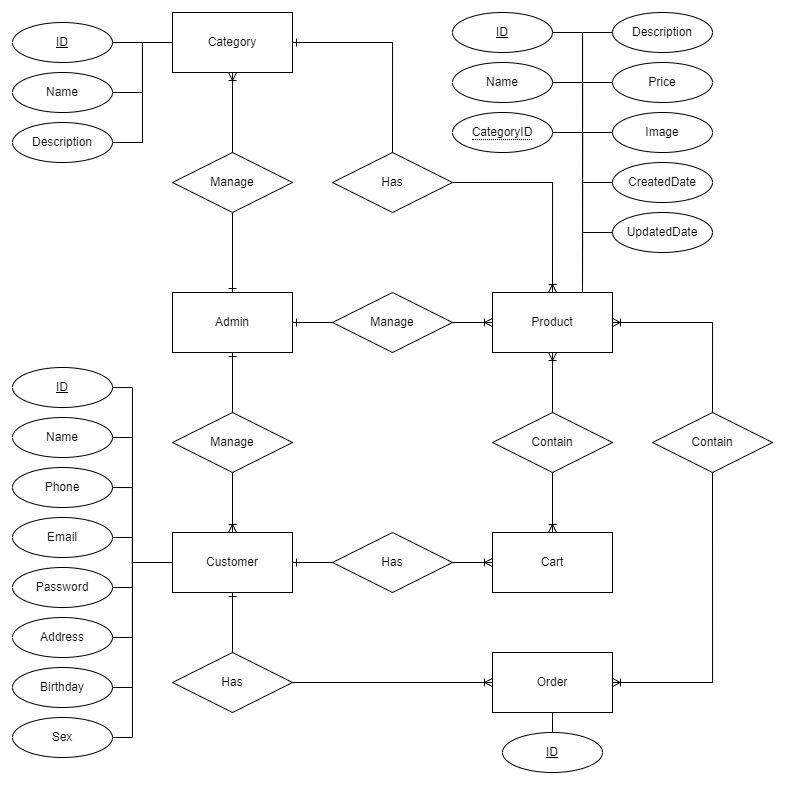 ID
Category
ID
Description
Name
Name
Price
Description
CategoryID
Image
Manage
Has
CreatedDate
UpdatedDate
Admin
Manage
Product
ID
Name
Manage
Contain
Contain
Phone
Email
Customer
Has
Cart
Password
Address
Birthday
Has
Order
Sex
ID